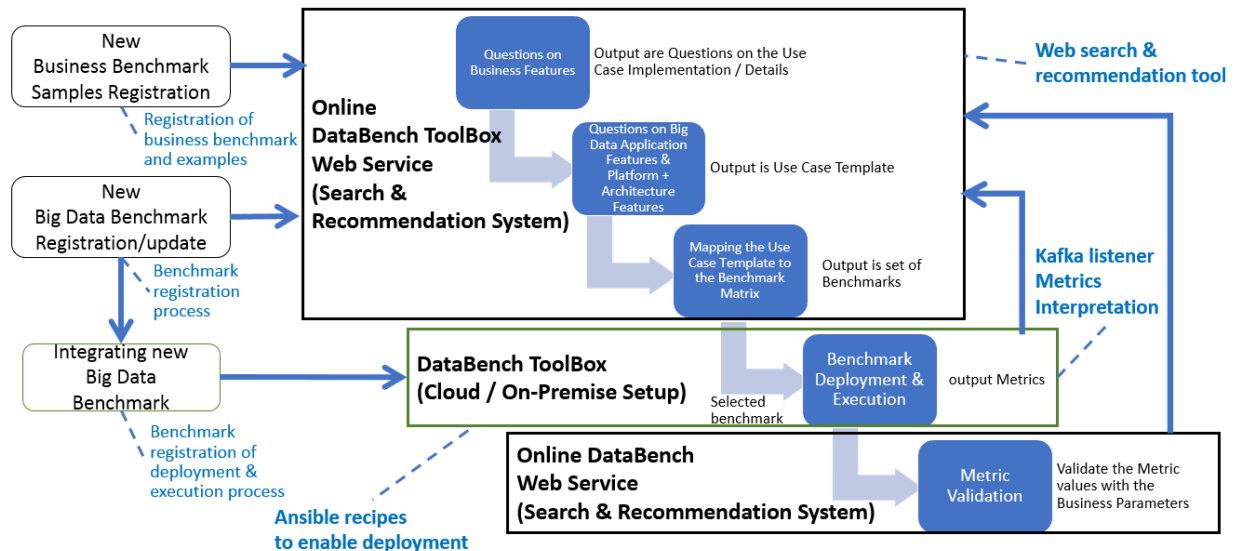 New
Business Benchmark
Samples Registration
Registration of
business benchmark
and examples
New
Big Data Benchmark
Registration/update
Benchmark
registration
process
Integrating new
Big Data
Benchmark
Benchmark
registration of
deployment &
execution process
Online
DataBench ToolBox
Web Service
(Search &
Recommendation System)
Questions on
Business Features
Output are Questions on the Use
Case Implementation / Details
Questions on Big
Data Application
Features &
Platform +
Architecture
Features
Output is Use Case Template
Mapping the Use
Case Template to
the Benchmark
Matrix
Output is set of
Benchmarks
Web search &
recommendation tool
Kafka listener
Metrics
Interpretation
DataBench ToolBox
(Cloud / On-Premise Setup)
Selected
benchmark
Benchmark
Deployment &
Execution
output Metrics
Ansible recipes
to enable deployment
Online DataBench
Web Service
(Search & Recommendation System)
Metric
Validation
Validate the Metric
values with the
Business Parameters